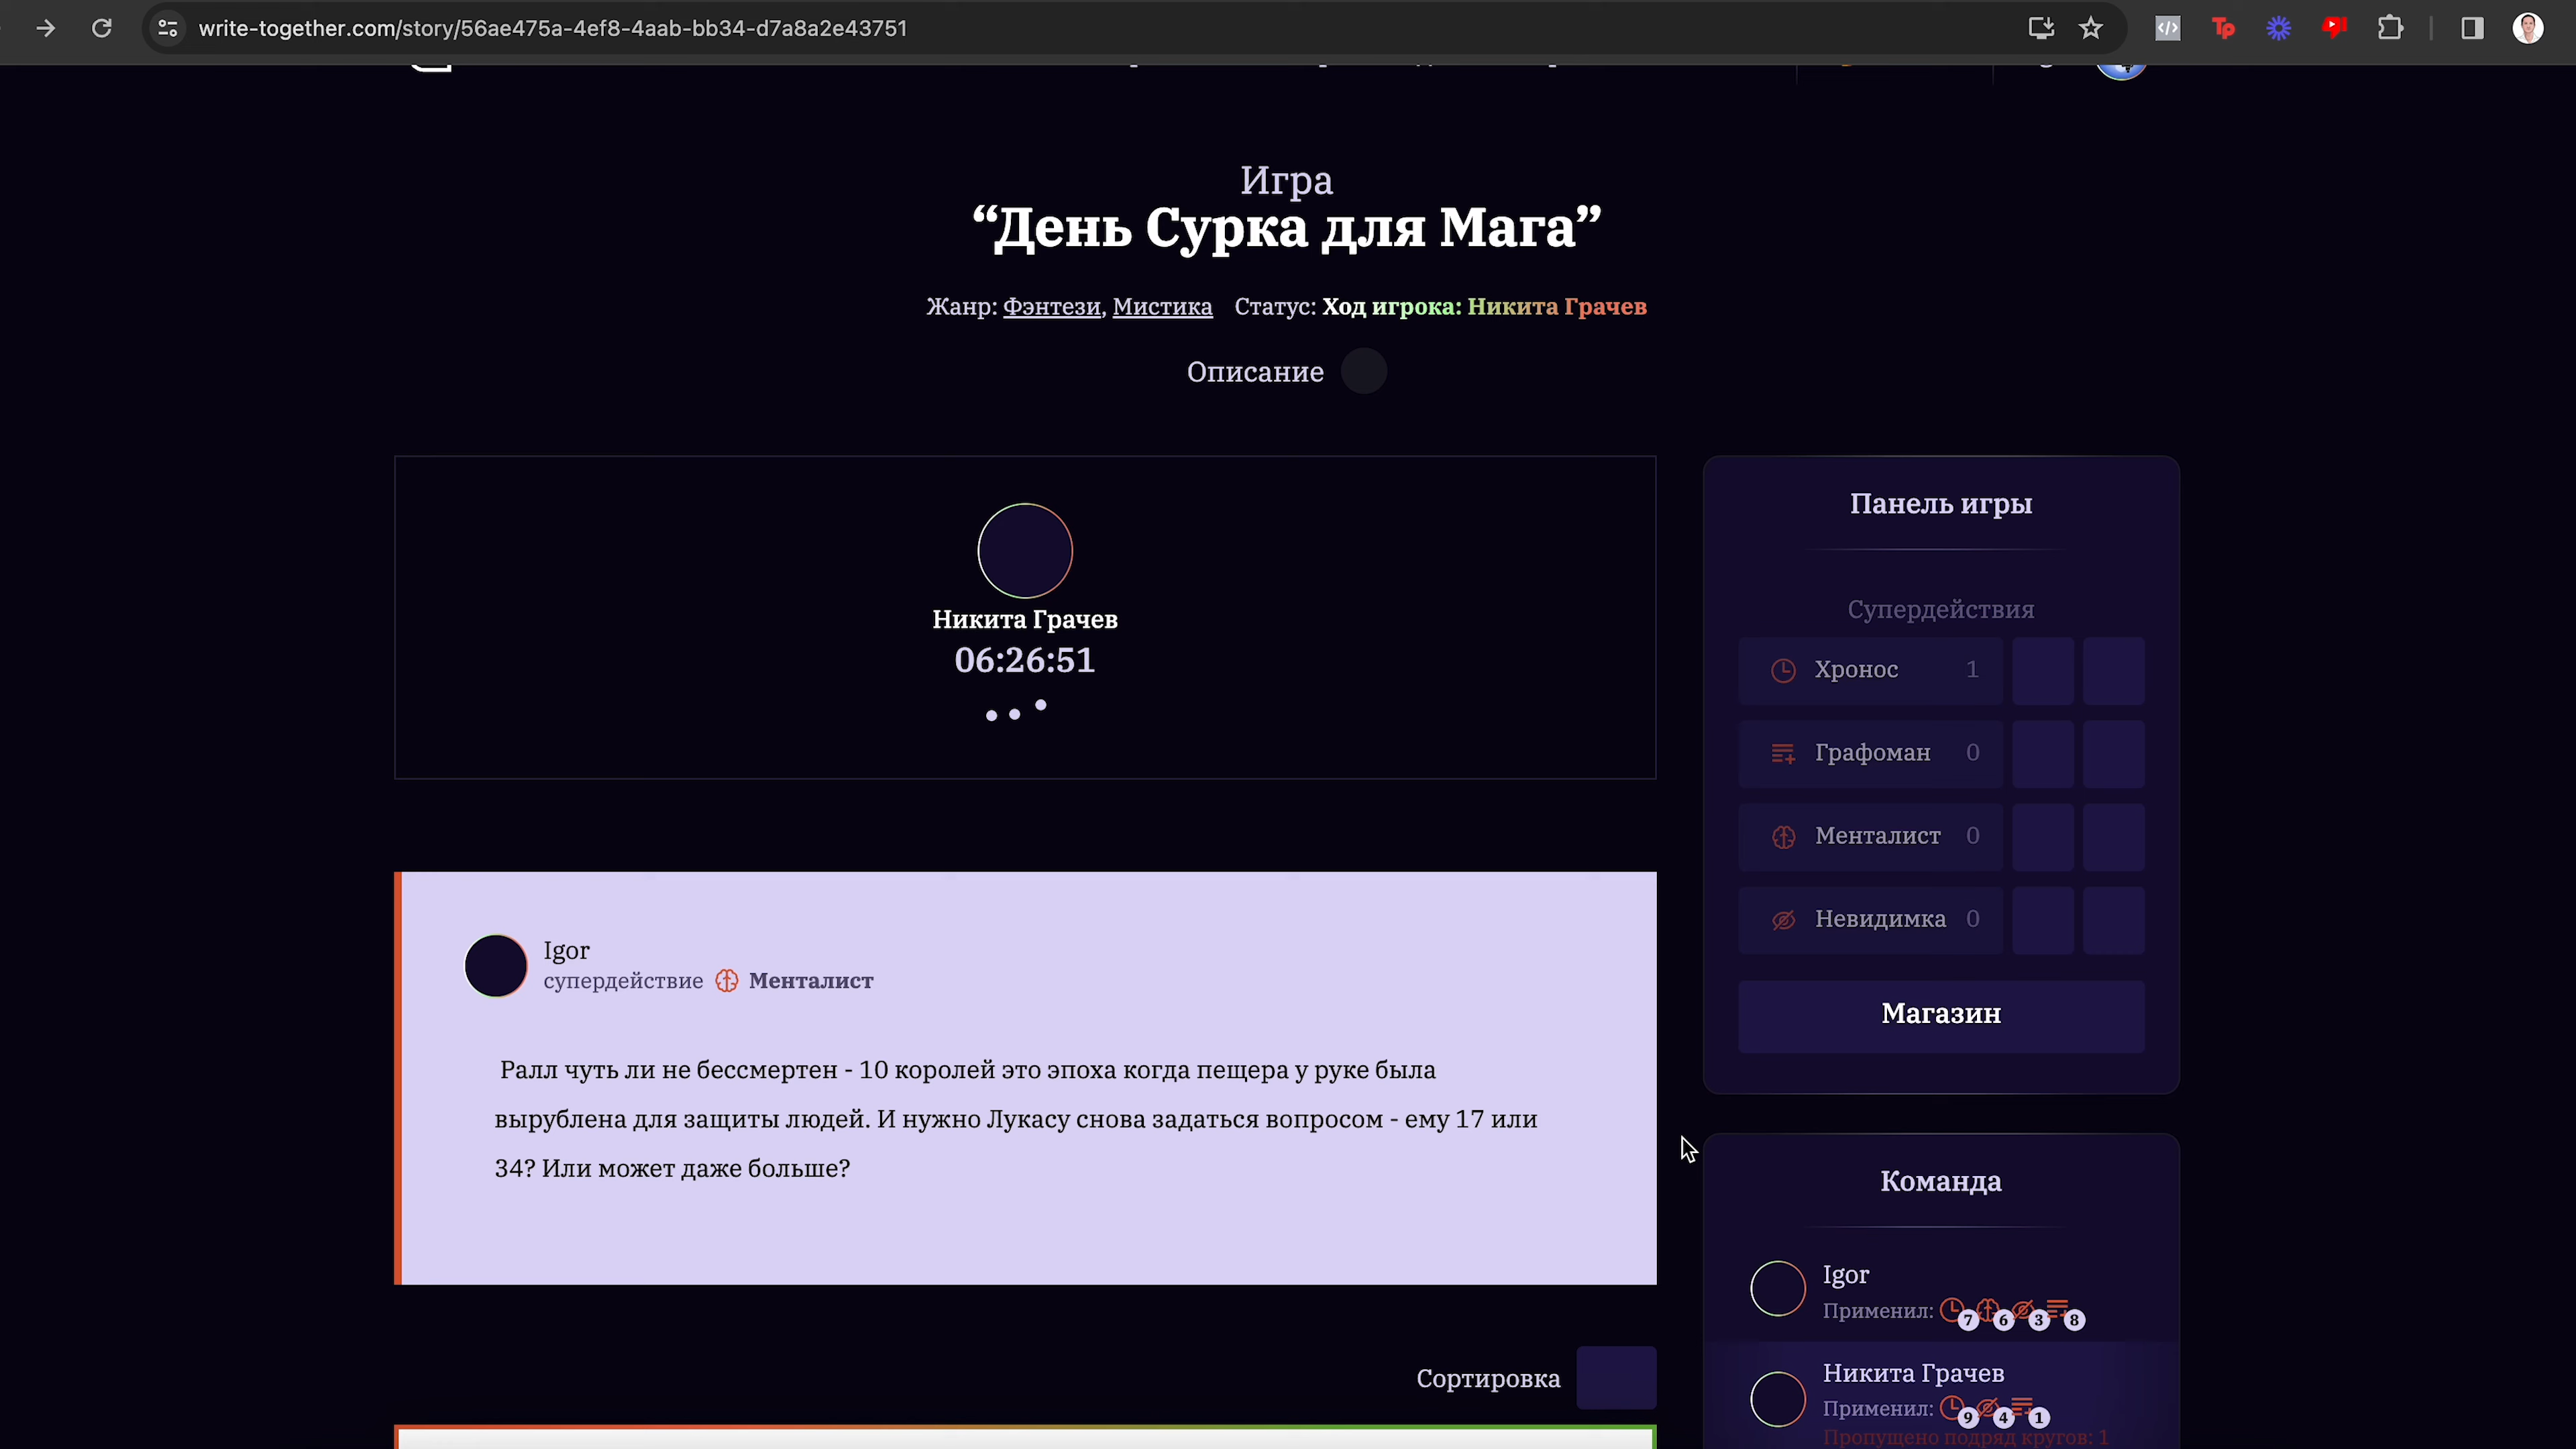 write-together.com/story/56ae475a-4ef8-4aab-bb34-d7a8a2e43751
Игра
“День Сурка для Мага”
Жанр: Фэнтези, Мистика Статус: Ход игрока: Никита Грачев
Описание
Никита Грачев
06:26:51
Igor
супердействие Менталист
Ралл чуть ли не бессмертен - 10 королей это эпоха когда пещера у руке была
вырублена для защиты людей. И нужно Лукасу снова задаться вопросом - ему 17 или
34? Или может даже больше?
Сортировка
Панель игры
Супердействия
Хронос 1
Графоман 0
Менталист 0
Невидимка 0
Магазин
Команда
Igor
Применил: 7 6 3 8
Никита Грачев
Применил: 9 4 1
Пропущено подряд кругов: 1